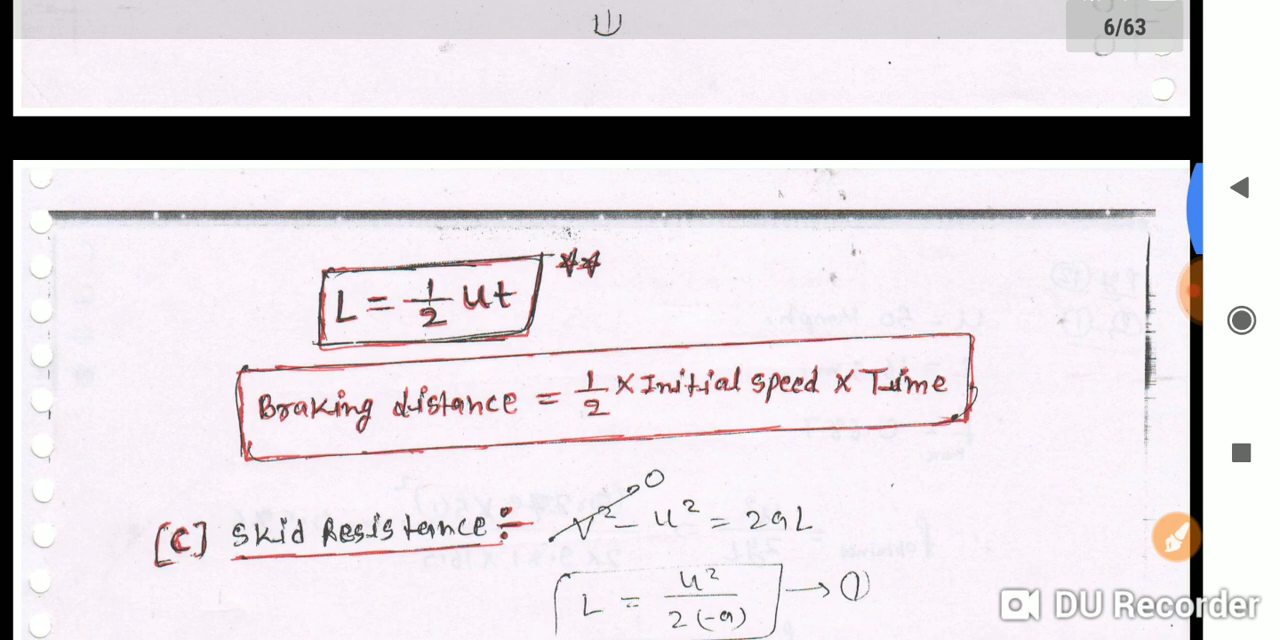 6/63
L = 1/2 ut **
Braking distance = 1/2 × Initial speed × Time
[C] Skid Resistance :- V² 0 - u² = 2aL
L = u² / 2(-a) → ①
DU Recorder